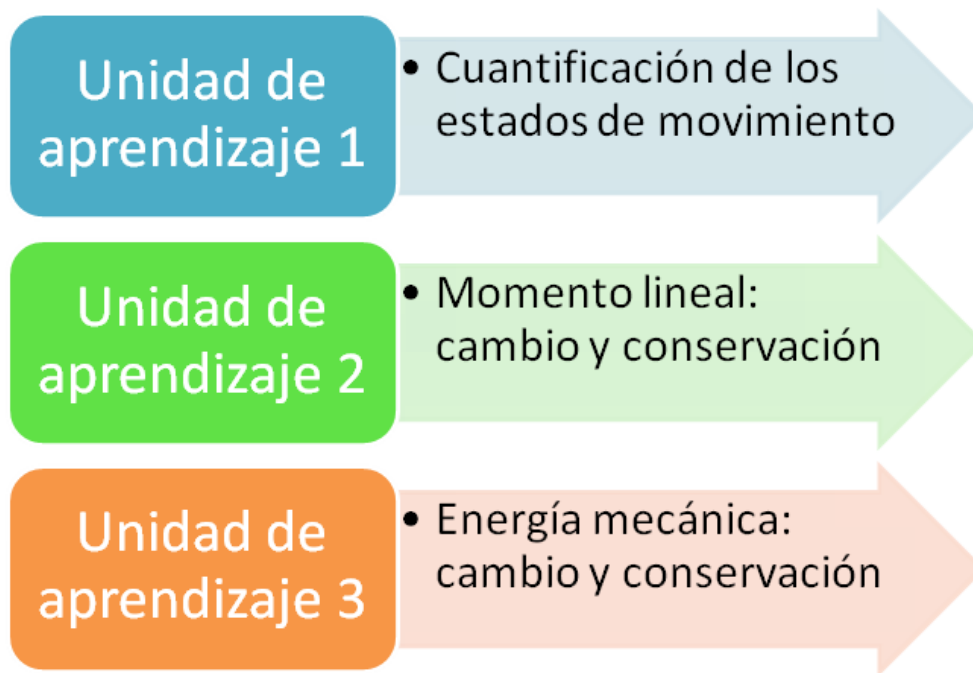 Unidad de
aprendizaje 1
• Cuantificación de los
estados de movimiento
Unidad de
aprendizaje 2
• Momento lineal:
cambio y conservación
Unidad de
aprendizaje 3
• Energía mecánica:
cambio y conservación